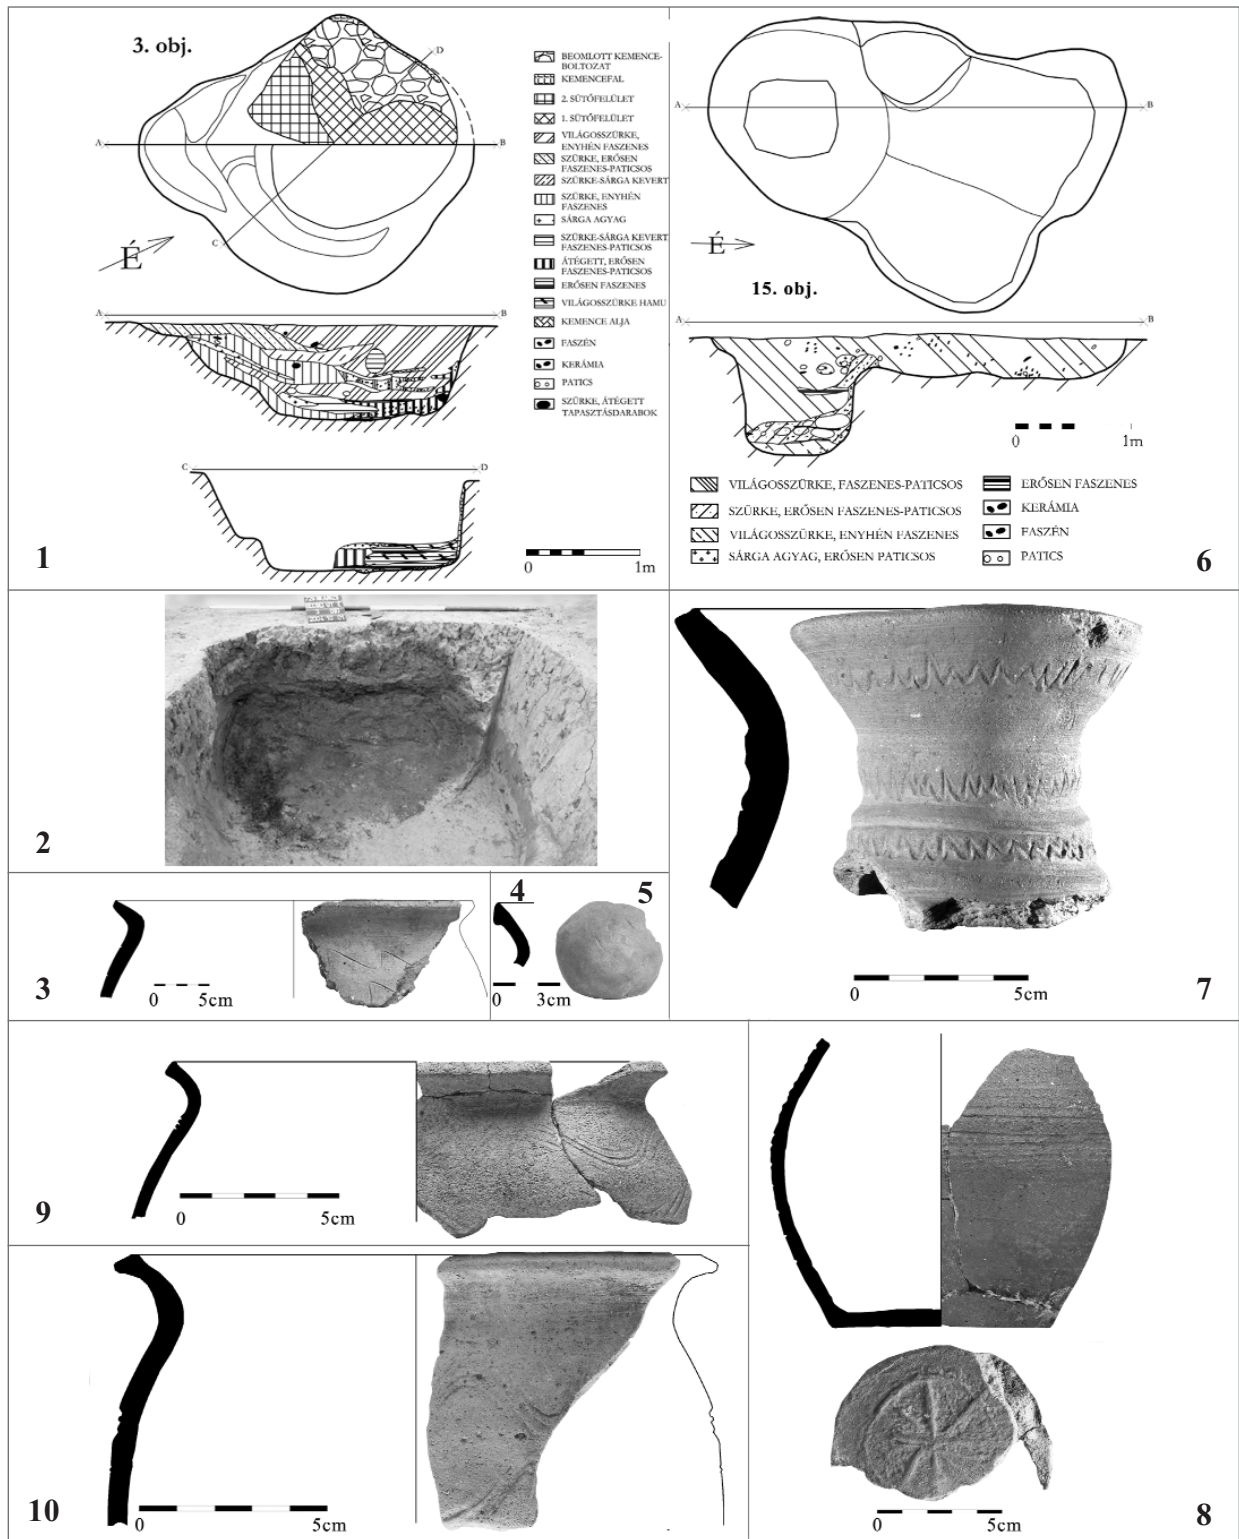 3. obj.
A
B
C
D
É
BEOMLOTT KEMENCE-
BOLTOZAT
KEMENCEFAL
2. SÜTŐFELÜLET
1. SÜTŐFELÜLET
VILÁGOSSZÜRKE,
ENYHÉN FASZENES
SZÜRKE, ERŐSEN
FASZENES-PATICSOS
SZÜRKE-SÁRGA KEVERT
SZÜRKE, ENYHÉN
FASZENES
SÁRGA AGYAG
SZÜRKE-SÁRGA KEVERT
FASZENES-PATICSOS
ÁTÉGETT, ERŐSEN
FASZENES-PATICSOS
ERŐSEN FASZENES
VILÁGOSSZÜRKE HAMU
KEMENCE ALJA
FASZÉN
KERÁMIA
PATICS
SZÜRKE, ÁTÉGETT
TAPASZTÁSDARABOK
A
B
C
D
0 1m
1
A
B
É
15. obj.
A
B
0 1m
VILÁGOSSZÜRKE, FASZENES-PATICSOS
SZÜRKE, ERŐSEN FASZENES-PATICSOS
VILÁGOSSZÜRKE, ENYHÉN FASZENES
SÁRGA AGYAG, ERŐSEN PATICSOS
ERŐSEN FASZENES
KERÁMIA
FASZÉN
PATICS
6
2
0 5cm
3
4
0 3cm
5
0 5cm
7
0 5cm
9
0 5cm
10
0 5cm
8